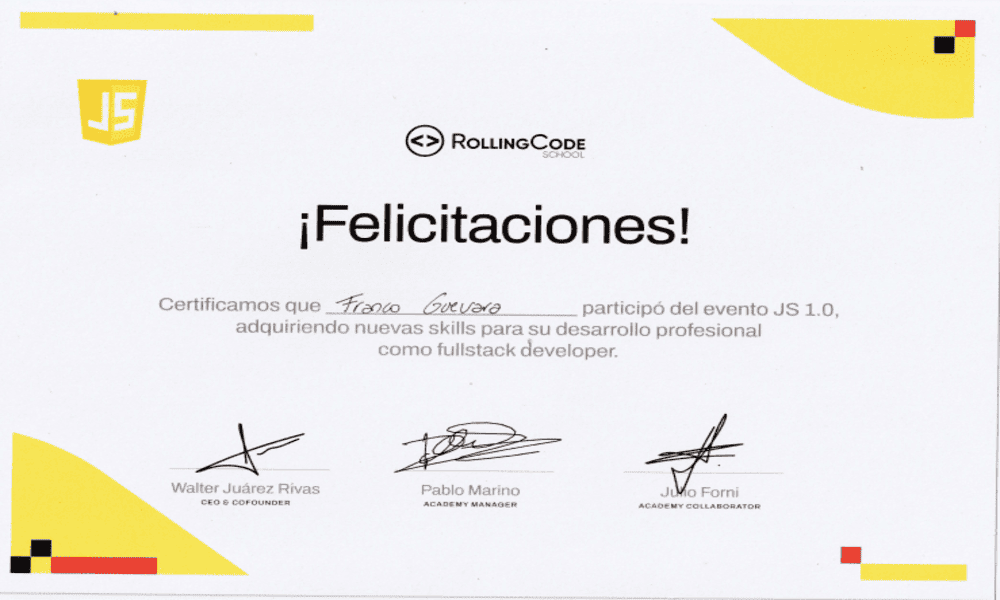 JS
<> ROLLINGCODE
SCHOOL
¡Felicitaciones!
Certificamos que Franco Guevara participó del evento JS 1.0,
adquiriendo nuevas skills para su desarrollo profesional
como fullstack developer.
Walter Juárez Rivas
CEO & COFOUNDER
Pablo Marino
ACADEMY MANAGER
Julio Forni
ACADEMY COLLABORATOR